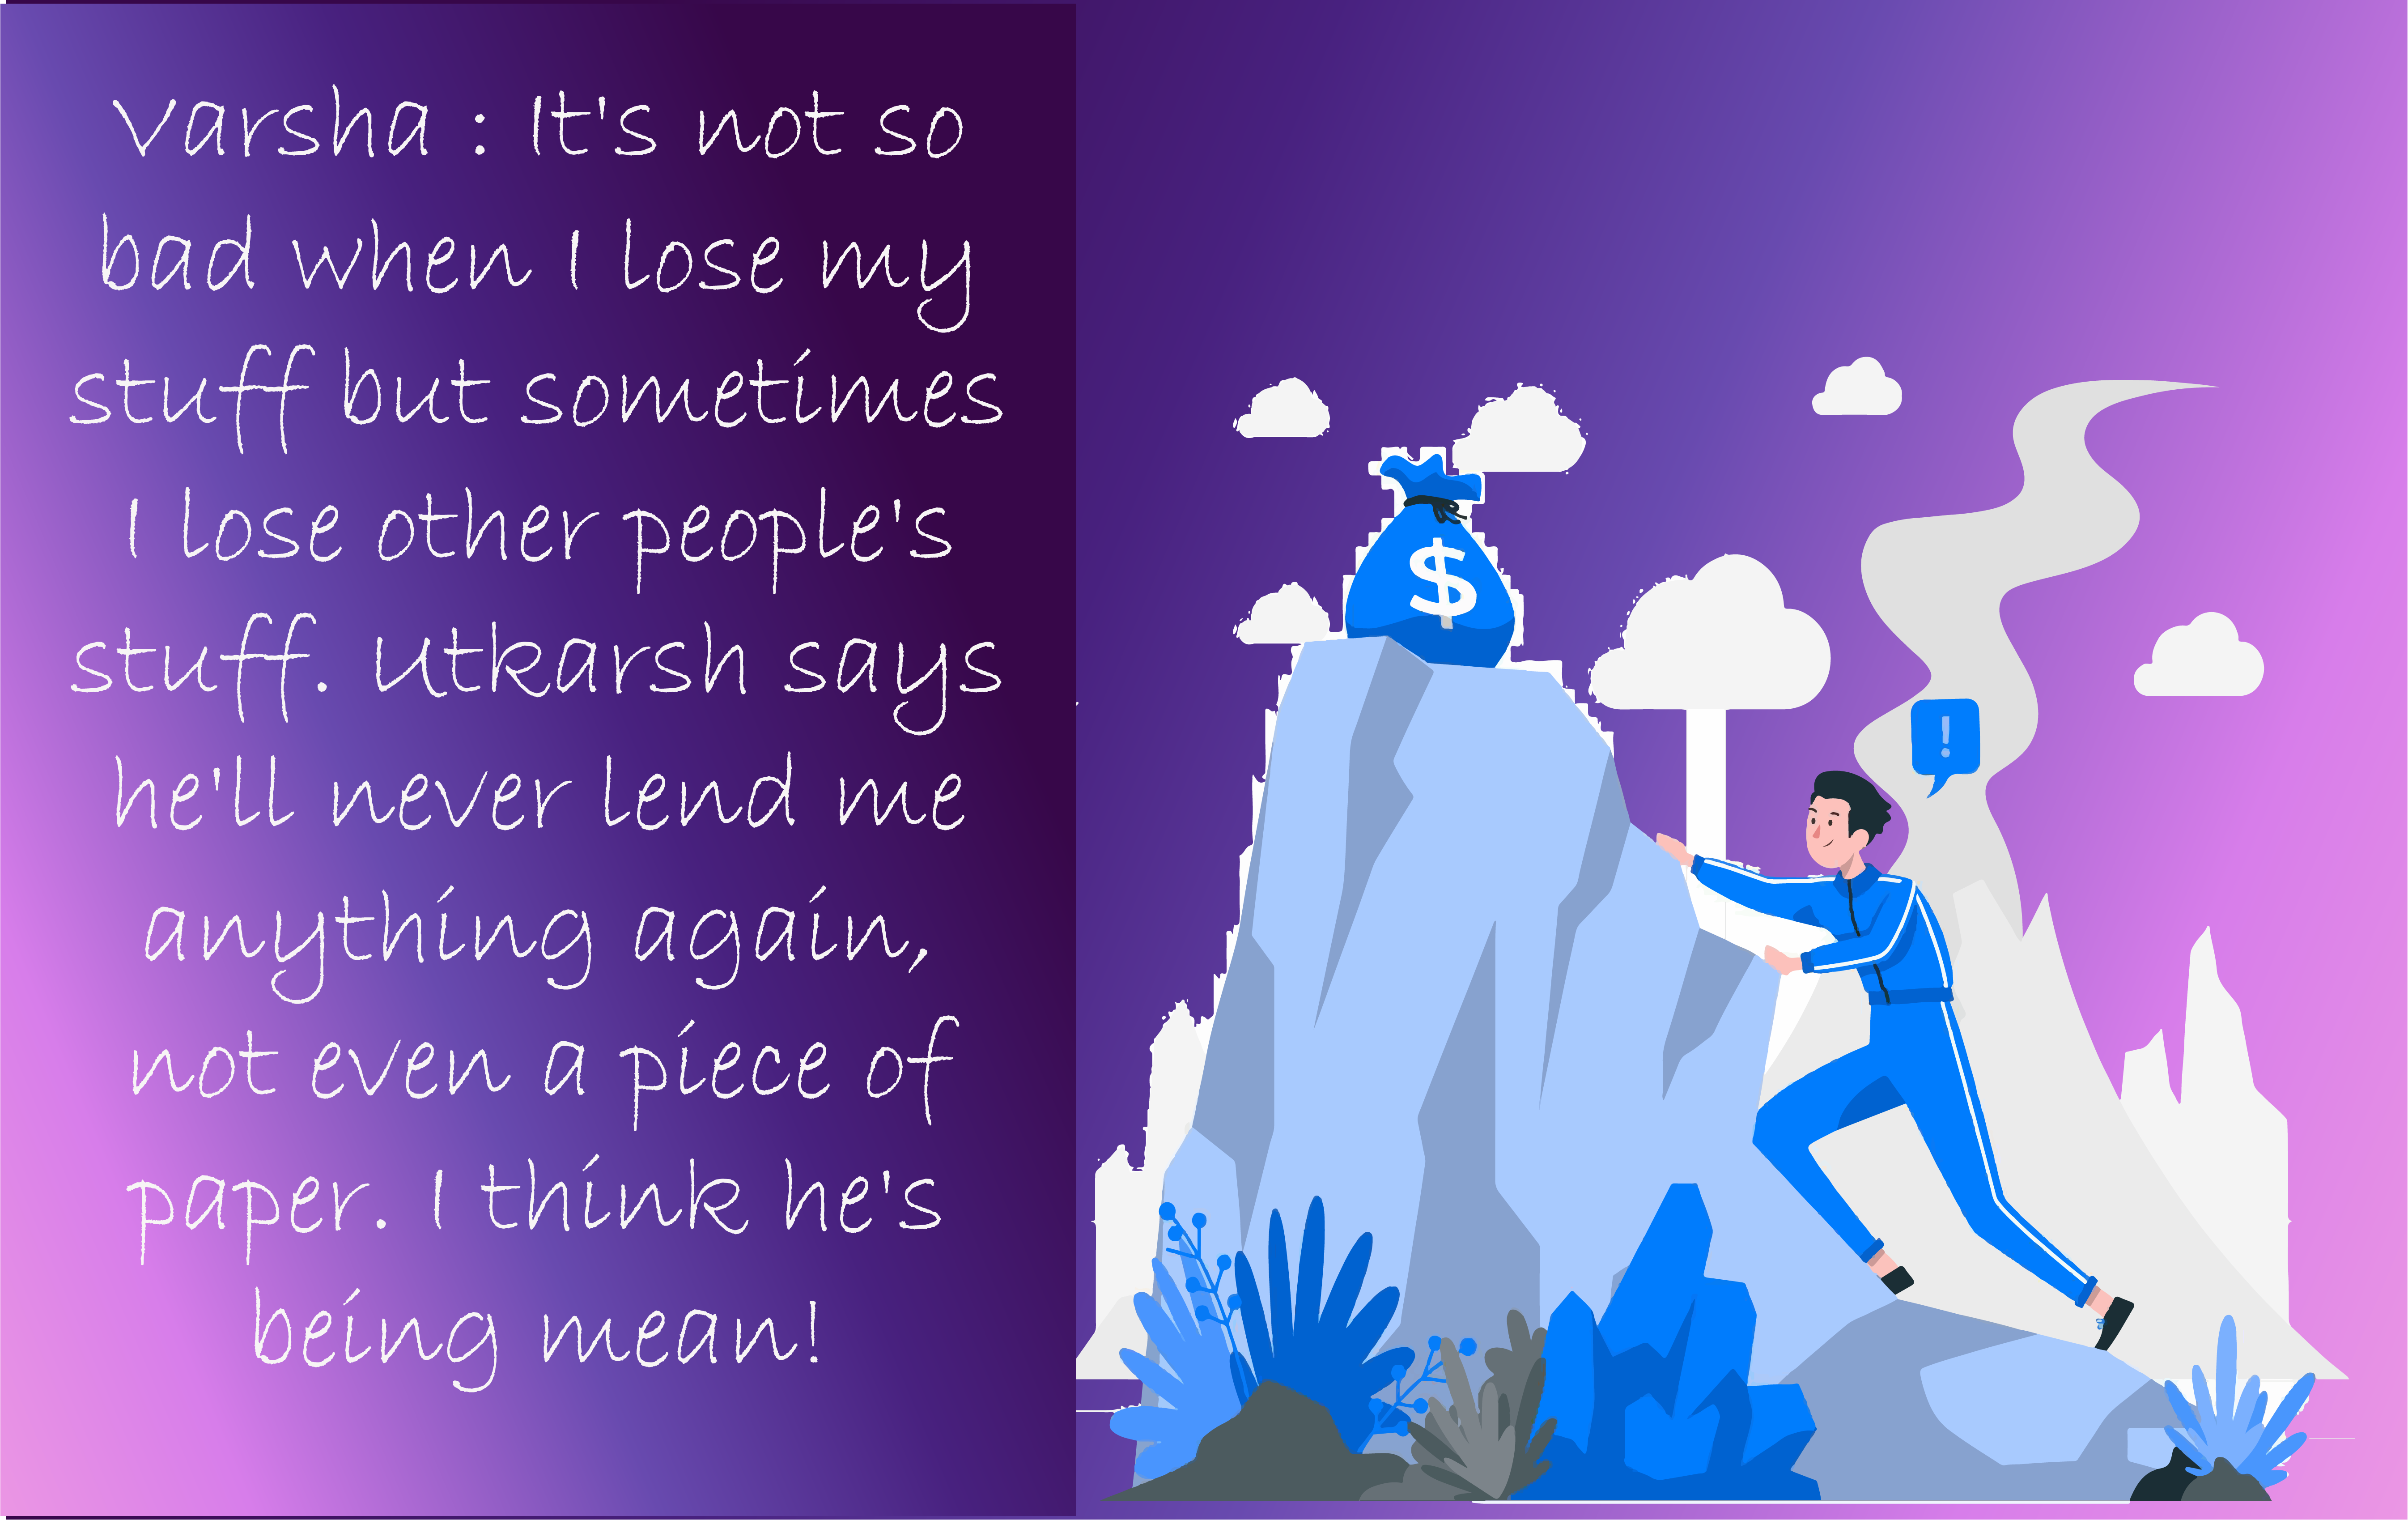 Varsha : It's not so
bad when I lose my
stuff but sometimes
I lose other people's
stuff. Utkarsh says
he'll never lend me
anything again,
not even a piece of
paper. I think he's
being mean!
$
!